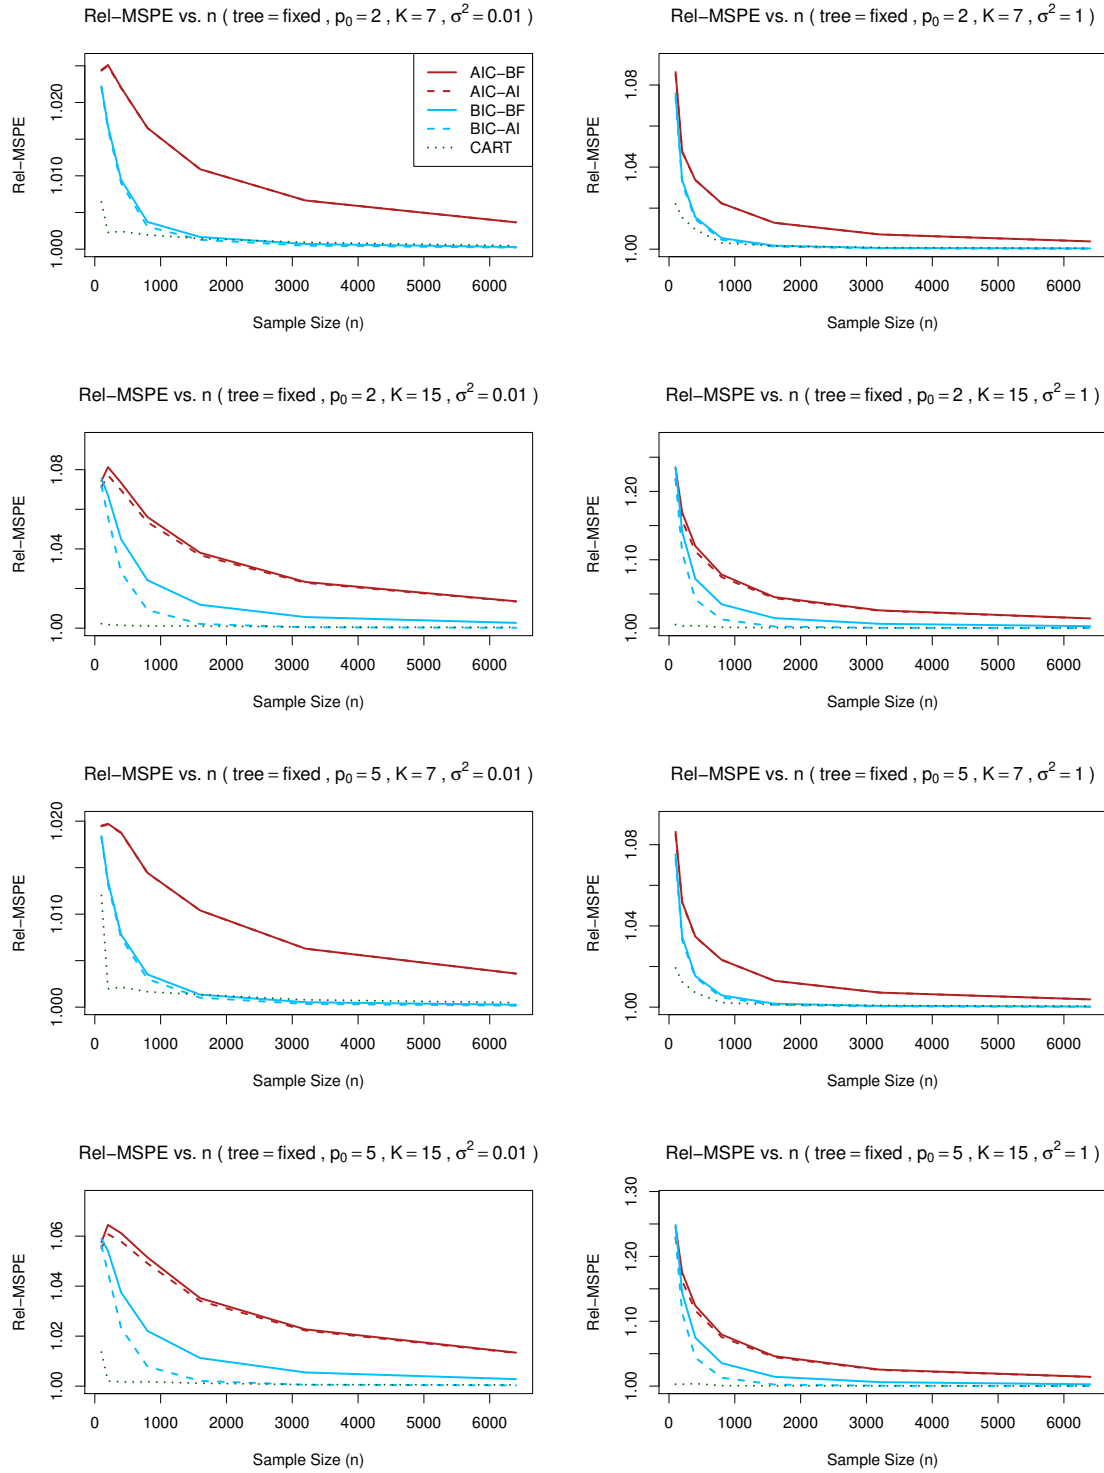 Rel−MSPE vs. n ( tree = fixed , p₀ = 2 , K = 7 , σ² = 0.01 )
Rel−MSPE
1.000 1.010 1.020
AIC−BF
AIC−AI
BIC−BF
BIC−AI
CART
0 1000 2000 3000 4000 5000 6000
Sample Size (n)
Rel−MSPE vs. n ( tree = fixed , p₀ = 2 , K = 7 , σ² = 1 )
Rel−MSPE
1.00 1.04 1.08
0 1000 2000 3000 4000 5000 6000
Sample Size (n)
Rel−MSPE vs. n ( tree = fixed , p₀ = 2 , K = 15 , σ² = 0.01 )
Rel−MSPE
1.00 1.04 1.08
0 1000 2000 3000 4000 5000 6000
Sample Size (n)
Rel−MSPE vs. n ( tree = fixed , p₀ = 2 , K = 15 , σ² = 1 )
Rel−MSPE
1.00 1.10 1.20
0 1000 2000 3000 4000 5000 6000
Sample Size (n)
Rel−MSPE vs. n ( tree = fixed , p₀ = 5 , K = 7 , σ² = 0.01 )
Rel−MSPE
1.000 1.010 1.020
0 1000 2000 3000 4000 5000 6000
Sample Size (n)
Rel−MSPE vs. n ( tree = fixed , p₀ = 5 , K = 7 , σ² = 1 )
Rel−MSPE
1.00 1.04 1.08
0 1000 2000 3000 4000 5000 6000
Sample Size (n)
Rel−MSPE vs. n ( tree = fixed , p₀ = 5 , K = 15 , σ² = 0.01 )
Rel−MSPE
1.00 1.02 1.04 1.06
0 1000 2000 3000 4000 5000 6000
Sample Size (n)
Rel−MSPE vs. n ( tree = fixed , p₀ = 5 , K = 15 , σ² = 1 )
Rel−MSPE
1.00 1.10 1.20 1.30
0 1000 2000 3000 4000 5000 6000
Sample Size (n)